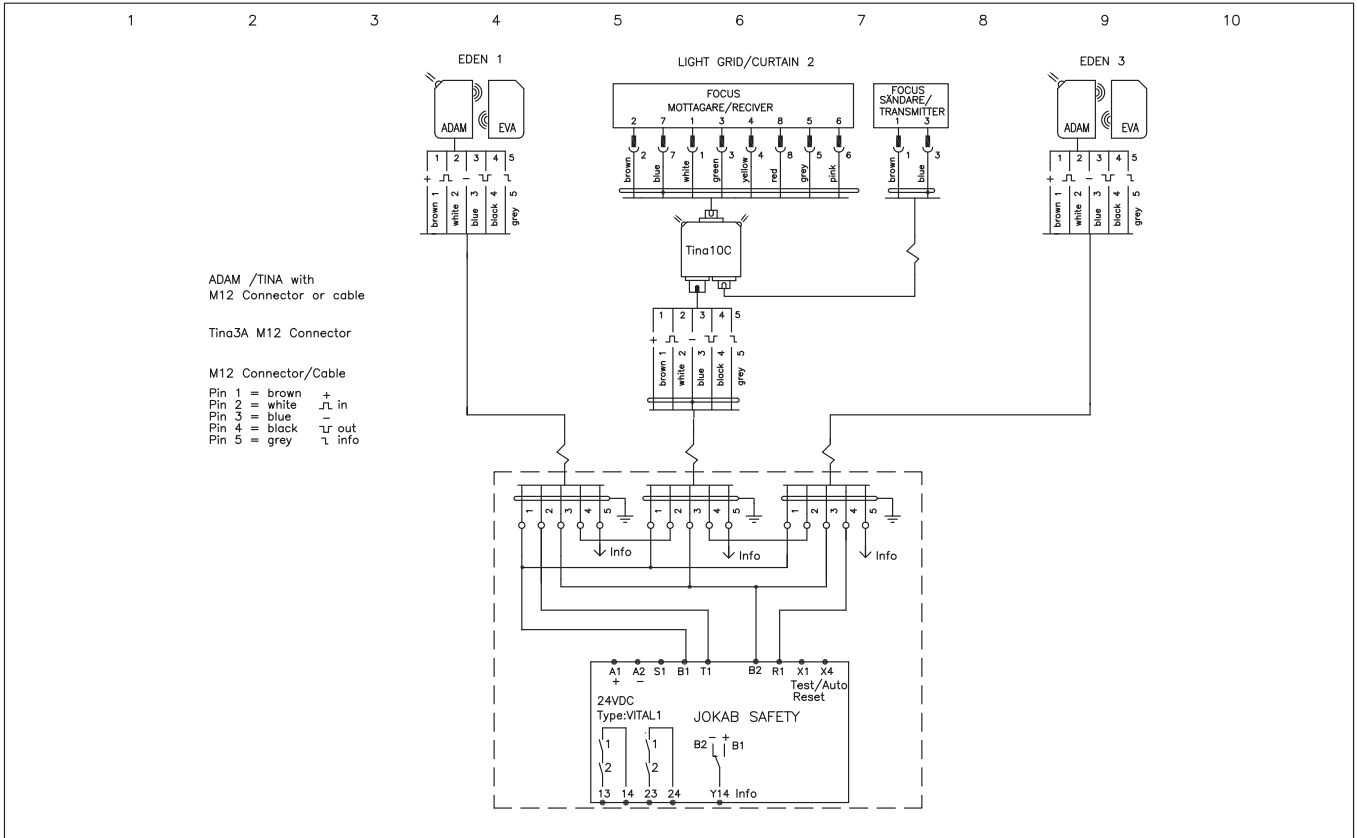 1 2 3 4 5 6 7 8 9 10
EDEN 1
LIGHT GRID/CURTAIN 2
EDEN 3
ADAM EVA
FOCUS
MOTTAGARE/RECIVER
2 7 1 3 4 8 5 6
FOCUS
SÄNDARE/
TRANSMITTER
1 3
ADAM EVA
brown 2
blue 7
white 1
green 3
yellow 4
red 8
grey 5
pink 6
brown 1
blue 3
1 2 3 4 5
+ −
brown 1
white 2
blue 3
black 4
grey 5
1 2 3 4 5
+ −
brown 1
white 2
blue 3
black 4
grey 5
Tina10C
1 2 3 4 5
+ −
brown 1
white 2
blue 3
black 4
grey 5
ADAM /TINA with
M12 Connector or cable
Tina3A M12 Connector
M12 Connector/Cable
Pin 1 = brown +
Pin 2 = white in
Pin 3 = blue −
Pin 4 = black out
Pin 5 = grey info
1 2 3 4 5
1 2 3 4 5
1 2 3 4 5
Info
Info
Info
A1 A2 S1 B1 T1 B2 R1 X1 X4
+ −
Test/Auto
Reset
24VDC
Type:VITAL1
JOKAB SAFETY
1 1
2 2
B2 − + B1
13 14 23 24 Y14 Info